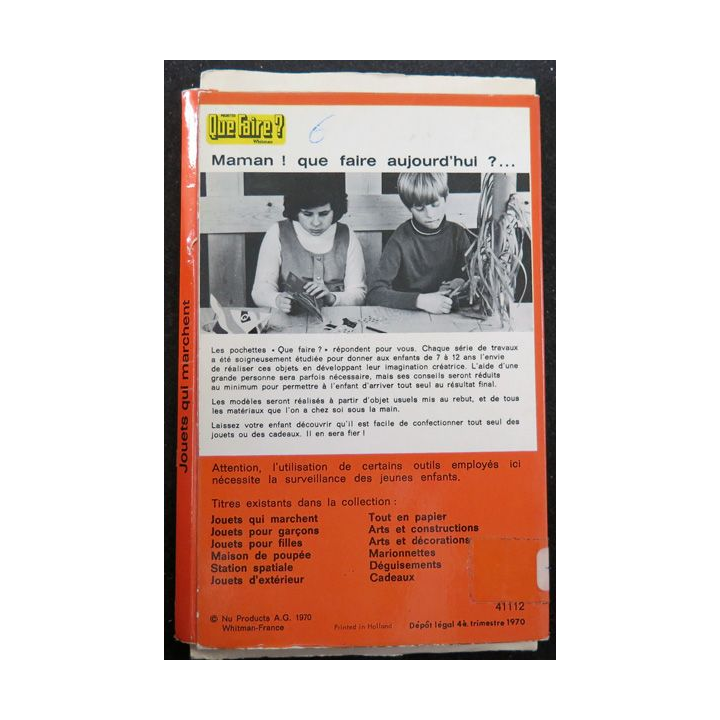 POCHETTES
Que Faire?
Whitman
6
Maman ! que faire aujourd'hui ?...
Les pochettes « Que faire ? » répondent pour vous. Chaque série de travaux
a été soigneusement étudiée pour donner aux enfants de 7 à 12 ans l'envie
de réaliser ces objets en développant leur imagination créatrice. L'aide d'une
grande personne sera parfois nécessaire, mais ses conseils seront réduits
au minimum pour permettre à l'enfant d'arriver tout seul au résultat final.
Les modèles seront réalisés à partir d'objet usuels mis au rebut, et de tous
les matériaux que l'on a chez soi sous la main.
Laissez votre enfant découvrir qu'il est facile de confectionner tout seul des
jouets ou des cadeaux. Il en sera fier !
Attention, l'utilisation de certains outils employés ici
nécessite la surveillance des jeunes enfants.
Titres existants dans la collection :
Jouets qui marchent
Jouets pour garçons
Jouets pour filles
Maison de poupée
Station spatiale
Jouets d'extérieur
Tout en papier
Arts et constructions
Arts et décorations
Marionnettes
Déguisements
Cadeaux
41112
© Nu Products A.G. 1970
Whitman-France
Printed in Holland
Dépôt légal 4è. trimestre 1970
Jouets qui marchent